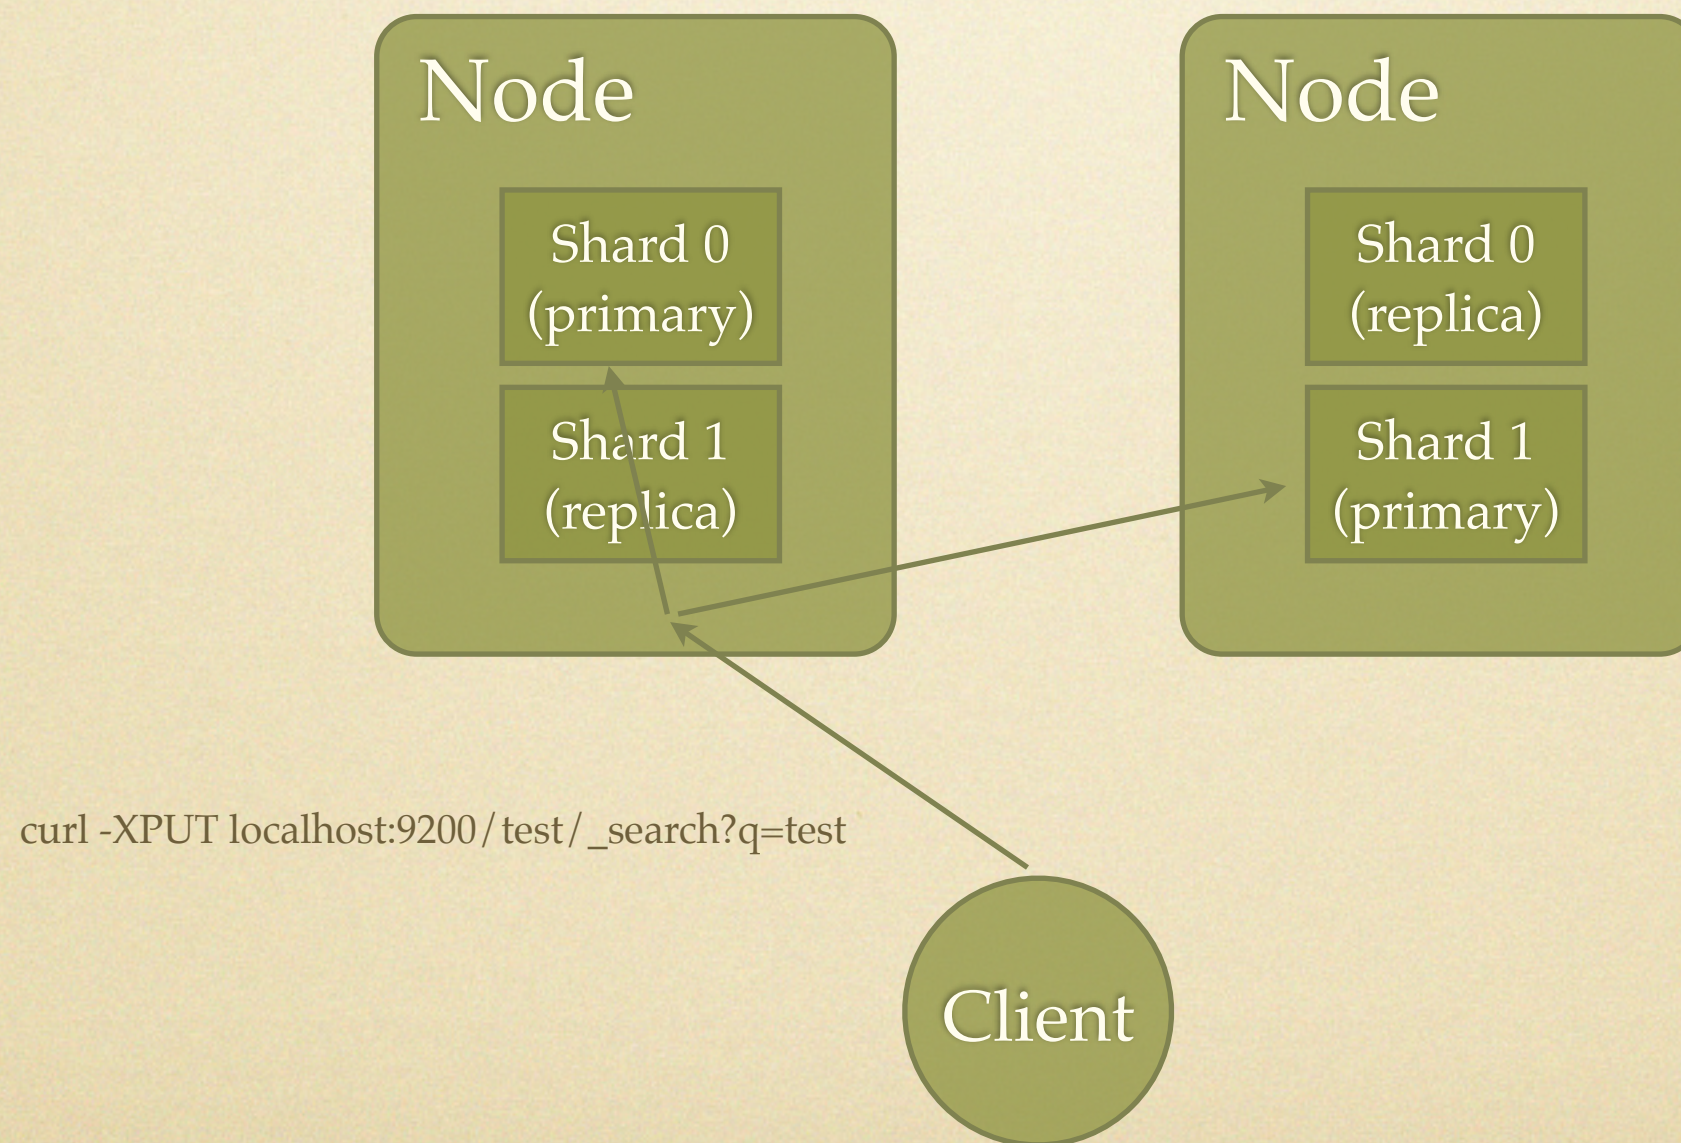 Node
Shard 0
(primary)
Shard 1
(replica)
Node
Shard 0
(replica)
Shard 1
(primary)
curl -XPUT localhost:9200/test/_search?q=test
Client